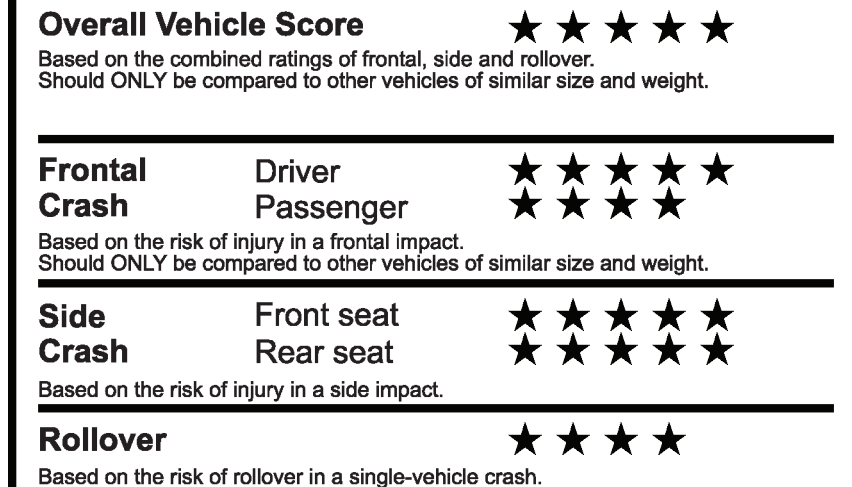 Overall Vehicle Score ★ ★ ★ ★ ★
Based on the combined ratings of frontal, side and rollover.
Should ONLY be compared to other vehicles of similar size and weight.
Frontal Driver ★ ★ ★ ★ ★
Crash Passenger ★ ★ ★ ★
Based on the risk of injury in a frontal impact.
Should ONLY be compared to other vehicles of similar size and weight.
Side Front seat ★ ★ ★ ★ ★
Crash Rear seat ★ ★ ★ ★ ★
Based on the risk of injury in a side impact.
Rollover ★ ★ ★ ★
Based on the risk of rollover in a single-vehicle crash.